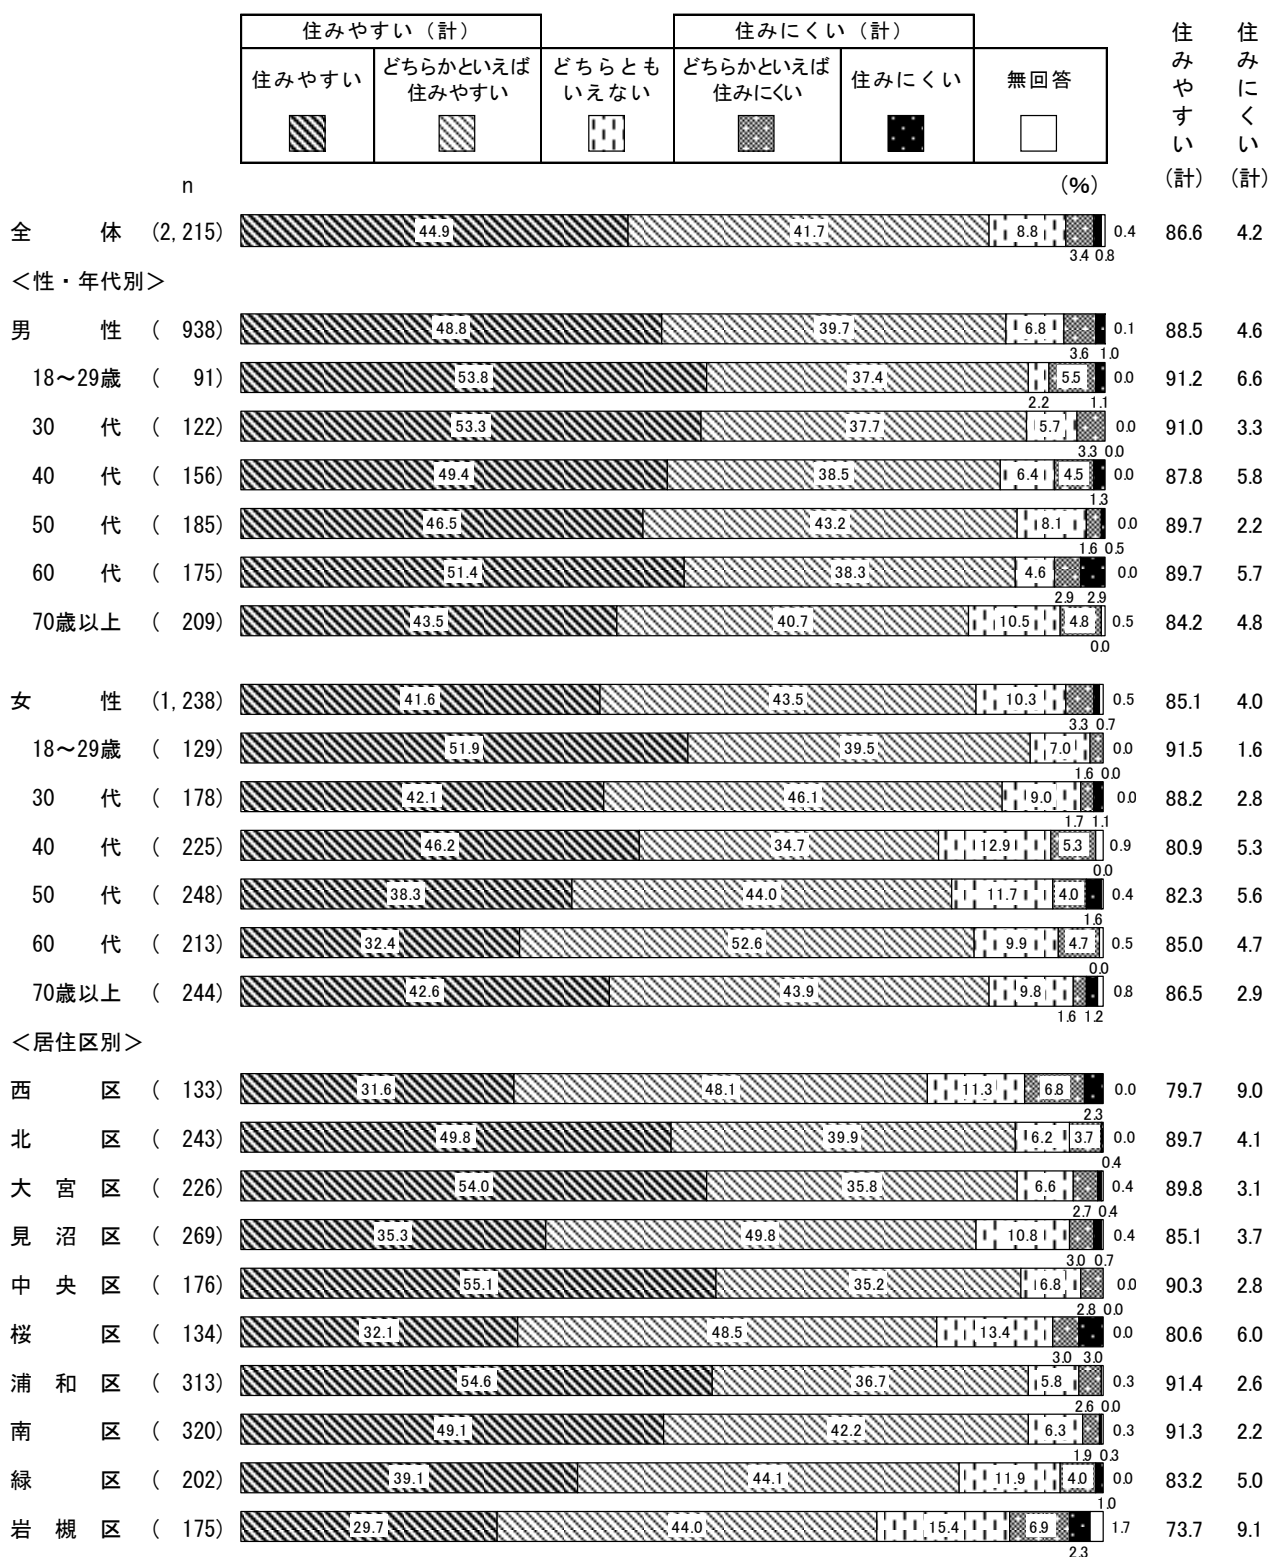 住みやすい（計） 住みにくい（計） 住みやすい（計） 住みにくい（計）
住みやすい どちらかといえば住みやすい どちらともいえない どちらかといえば住みにくい 住みにくい 無回答
n (%)
全体 (2,215) 44.9 41.7 8.8 3.4 0.8 0.4 86.6 4.2
＜性・年代別＞
男性 ( 938) 48.8 39.7 6.8 3.6 1.0 0.1 88.5 4.6
18～29歳 ( 91) 53.8 37.4 2.2 5.5 1.1 0.0 91.2 6.6
30代 ( 122) 53.3 37.7 5.7 3.3 0.0 0.0 91.0 3.3
40代 ( 156) 49.4 38.5 6.4 4.5 1.3 0.0 87.8 5.8
50代 ( 185) 46.5 43.2 8.1 1.6 0.5 0.0 89.7 2.2
60代 ( 175) 51.4 38.3 4.6 2.9 2.9 0.0 89.7 5.7
70歳以上 ( 209) 43.5 40.7 10.5 4.8 0.0 0.5 84.2 4.8
女性 (1,238) 41.6 43.5 10.3 3.3 0.7 0.5 85.1 4.0
18～29歳 ( 129) 51.9 39.5 7.0 1.6 0.0 0.0 91.5 1.6
30代 ( 178) 42.1 46.1 9.0 1.7 1.1 0.0 88.2 2.8
40代 ( 225) 46.2 34.7 12.9 5.3 0.0 0.9 80.9 5.3
50代 ( 248) 38.3 44.0 11.7 4.0 1.6 0.4 82.3 5.6
60代 ( 213) 32.4 52.6 9.9 4.7 0.0 0.5 85.0 4.7
70歳以上 ( 244) 42.6 43.9 9.8 1.6 1.2 0.8 86.5 2.9
＜居住区別＞
西区 ( 133) 31.6 48.1 11.3 6.8 2.3 0.0 79.7 9.0
北区 ( 243) 49.8 39.9 6.2 3.7 0.4 0.0 89.7 4.1
大宮区 ( 226) 54.0 35.8 6.6 2.7 0.4 0.4 89.8 3.1
見沼区 ( 269) 35.3 49.8 10.8 3.0 0.7 0.4 85.1 3.7
中央区 ( 176) 55.1 35.2 6.8 2.8 0.0 0.0 90.3 2.8
桜区 ( 134) 32.1 48.5 13.4 3.0 3.0 0.0 80.6 6.0
浦和区 ( 313) 54.6 36.7 5.8 2.6 0.0 0.3 91.4 2.6
南区 ( 320) 49.1 42.2 6.3 1.9 0.3 0.3 91.3 2.2
緑区 ( 202) 39.1 44.1 11.9 4.0 1.0 0.0 83.2 5.0
岩槻区 ( 175) 29.7 44.0 15.4 6.9 2.3 1.7 73.7 9.1